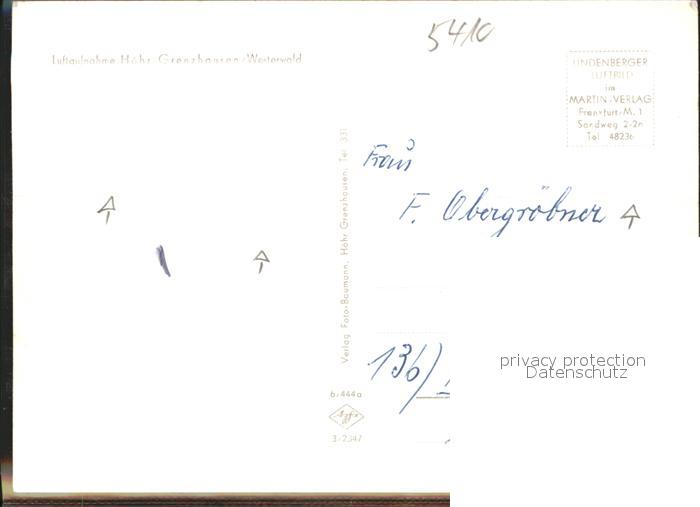 5410
Luftaufnahme Höhr Grenzhausen/Westerwald
LINDENBERGER
LUFTBILD
im
MARTIN-VERLAG
Frankfurt/M. 1
Sandweg 2-2a
Tel 48236
Frau
F. Obergröbner
Verlag Foto-Baumann, Höhr Grenzhausen, Tel 331
136)
privacy protection
Datenschutz
b/444a
Agfa
3/2347